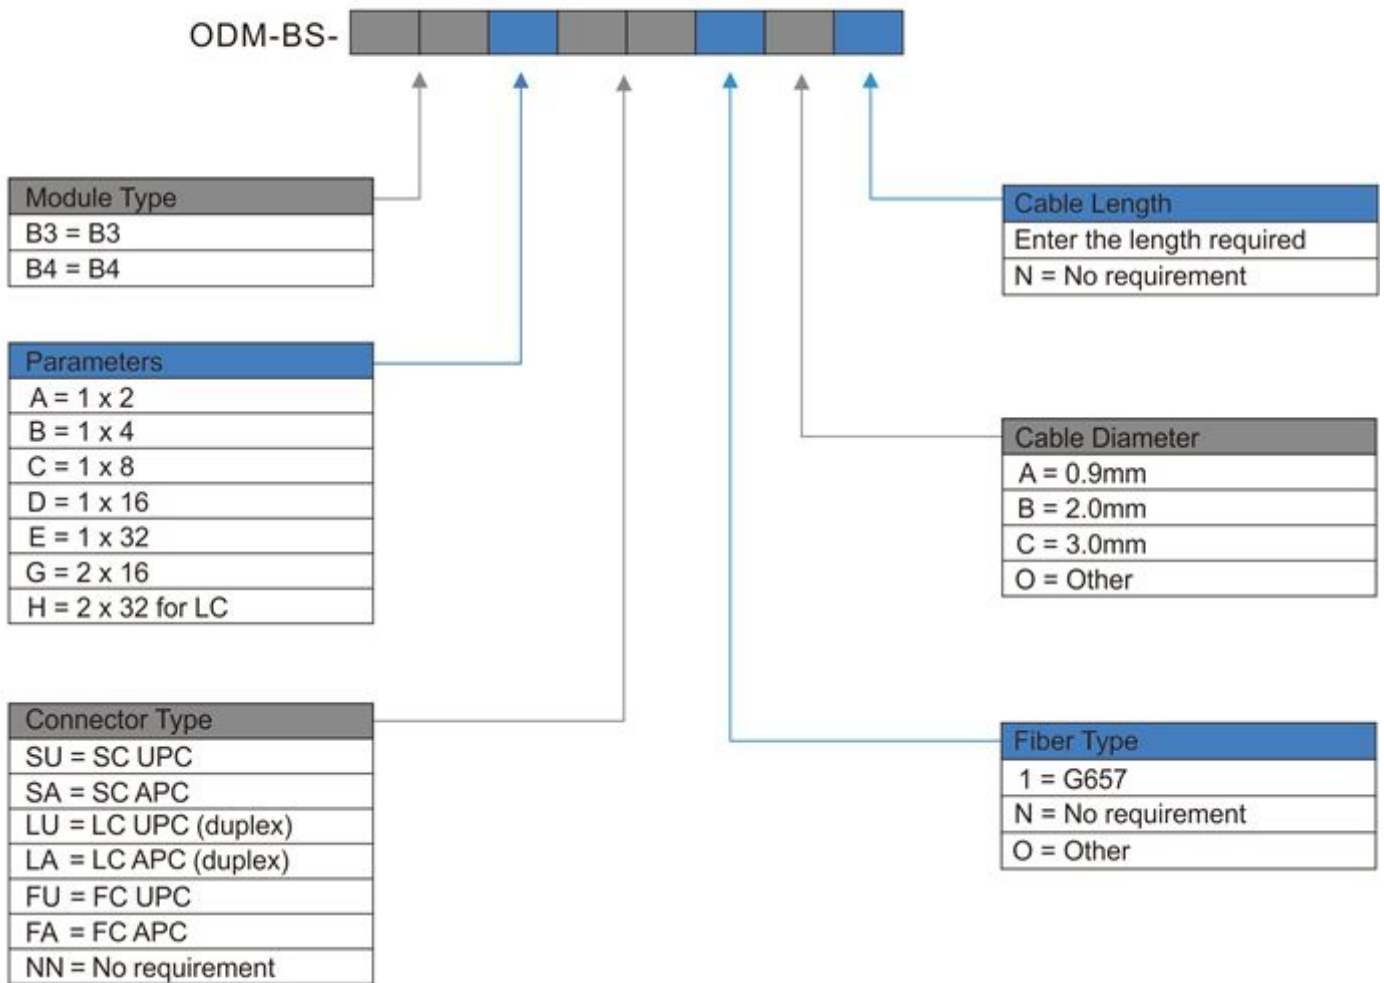 ODM-BS-
Module Type
B3 = B3
B4 = B4
Parameters
A = 1 x 2
B = 1 x 4
C = 1 x 8
D = 1 x 16
E = 1 x 32
G = 2 x 16
H = 2 x 32 for LC
Connector Type
SU = SC UPC
SA = SC APC
LU = LC UPC (duplex)
LA = LC APC (duplex)
FU = FC UPC
FA = FC APC
NN = No requirement
Cable Length
Enter the length required
N = No requirement
Cable Diameter
A = 0.9mm
B = 2.0mm
C = 3.0mm
O = Other
Fiber Type
1 = G657
N = No requirement
O = Other